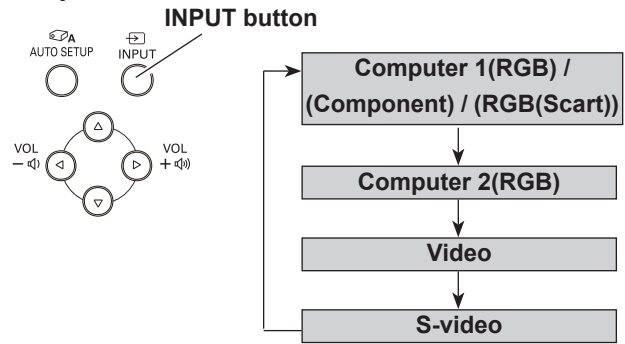 INPUT button
A
AUTO SETUP
INPUT
VOL
−
VOL
+
Computer 1(RGB) /
(Component) / (RGB(Scart))
Computer 2(RGB)
Video
S-video